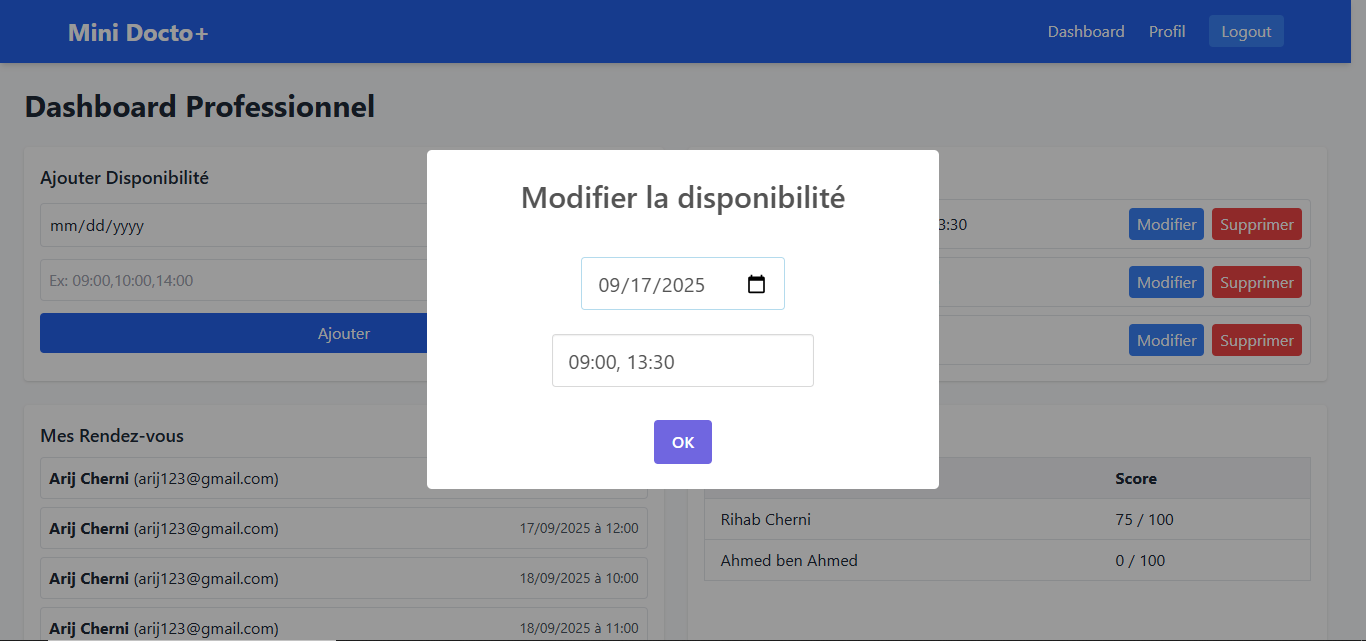 Mini Docto+
Dashboard Profil Logout
Dashboard Professionnel
Ajouter Disponibilité
mm/dd/yyyy
Ex: 09:00,10:00,14:00
Ajouter
Modifier la disponibilité
09/17/2025
09:00, 13:30
OK
3:30 Modifier Supprimer
Modifier Supprimer
Modifier Supprimer
Mes Rendez-vous
Arij Cherni (arij123@gmail.com)
Arij Cherni (arij123@gmail.com) 17/09/2025 à 12:00
Arij Cherni (arij123@gmail.com) 18/09/2025 à 10:00
Arij Cherni (arij123@gmail.com) 18/09/2025 à 11:00
Score
Rihab Cherni 75 / 100
Ahmed ben Ahmed 0 / 100